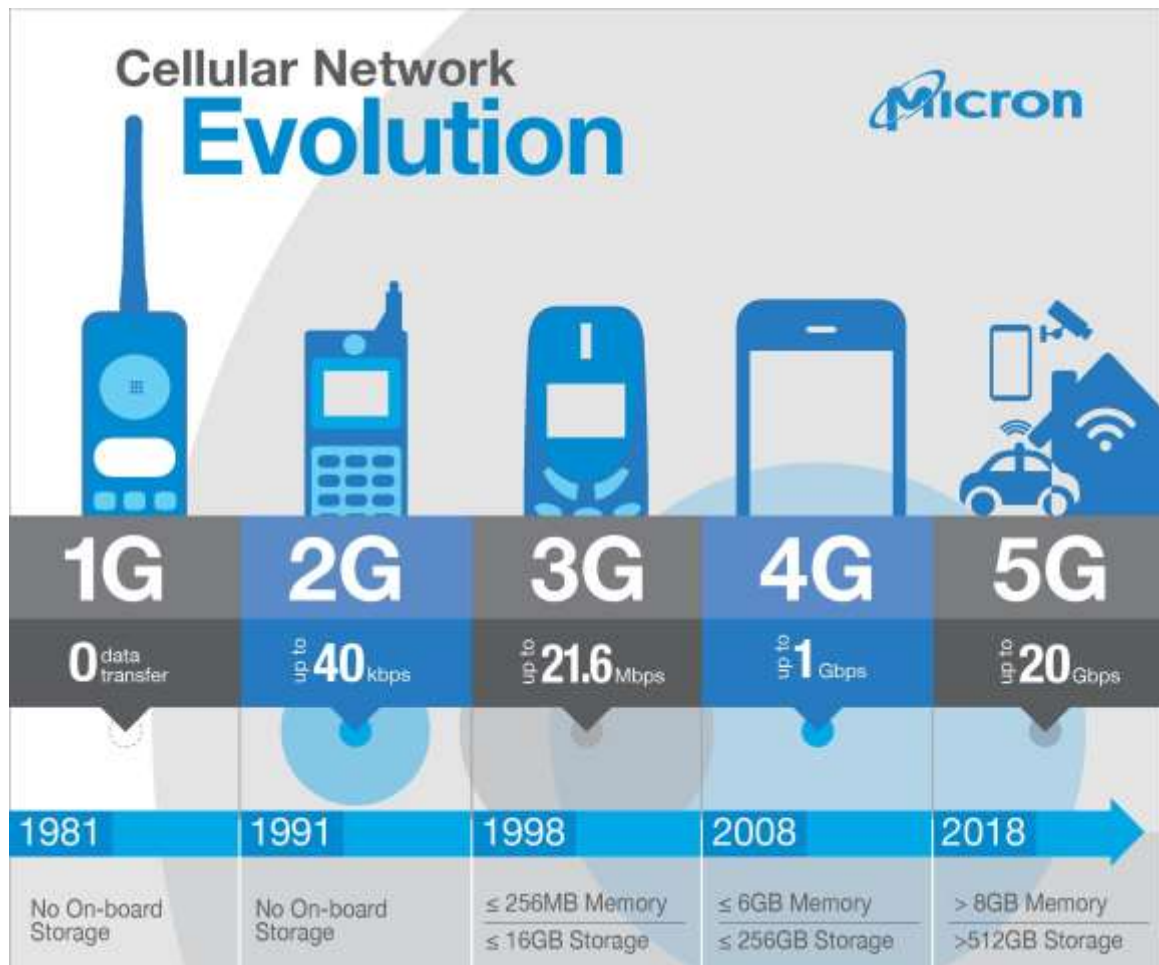 Cellular Network
Evolution
Micron
1G
2G
3G
4G
5G
0 data transfer
up to 40 kbps
up to 21.6 Mbps
up to 1 Gbps
up to 20 Gbps
1981
1991
1998
2008
2018
No On-board
Storage
No On-board
Storage
≤ 256MB Memory
≤ 16GB Storage
≤ 6GB Memory
≤ 256GB Storage
> 8GB Memory
>512GB Storage